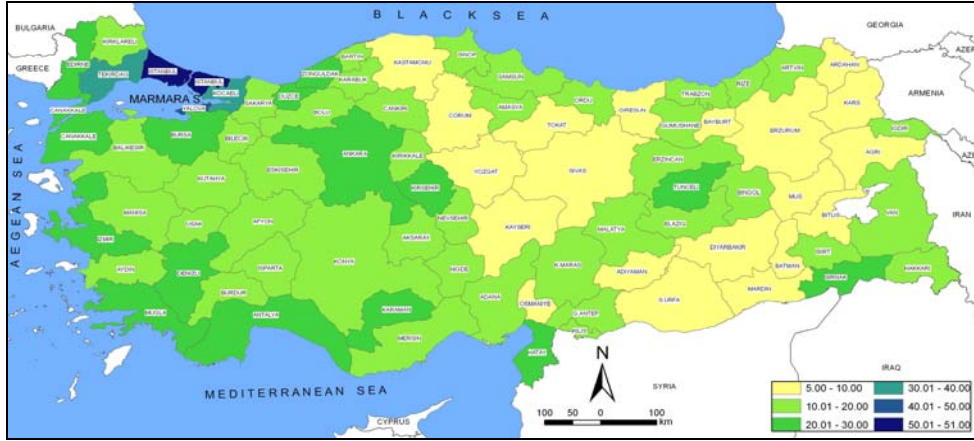 BLACKSEA
BULGARIA
GEORGIA
KIRKLARELI
EDIRNE
GREECE
TEKIRDAG
ISTANBUL
ISTANBUL
KOCAELI
MARMARA S.
YALOVA
SAKARYA
DUZCE
ZONGULDAK
BARTIN
KARABUK
KASTAMONU
SINOP
SAMSUN
ORDU
GIRESUN
TRABZON
RIZE
ARTVIN
ARDAHAN
AZER
ARMENIA
KARS
CANAKKALE
CANAKKALE
BALIKESIR
BURSA
BILECIK
BOLU
CANKIRI
CORUM
AMASYA
TOKAT
GUMUSHANE
BAYBURT
ERZURUM
IGDIR
AZE
AGRI
KUTAHYA
ESKISEHIR
ANKARA
KIRIKKALE
YOZGAT
SIVAS
ERZINCAN
TUNCELI
BINGOL
MUS
BITLIS
VAN
IRAN
AEGEAN SEA
MANISA
USAK
AFYON
KIRSEHIR
NEVSEHIR
KAYSERI
MALATYA
ELAZIG
DIYARBAKIR
BATMAN
SIIRT
SIRNAK
HAKKARI
IZMIR
AYDIN
DENIZLI
ISPARTA
BURDUR
KONYA
AKSARAY
NIGDE
K.MARAS
ADIYAMAN
S.URFA
MARDIN
MUGLA
ANTALYA
KARAMAN
MERSIN
ADANA
OSMANIYE
G.ANTEP
KILIS
HATAY
MEDITERRANEAN SEA
CYPRUS
SYRIA
IRAQ
N
100 50 0 100
km
5.00 - 10.00
10.01 - 20.00
20.01 - 30.00
30.01 - 40.00
40.01 - 50.00
50.01 - 51.00